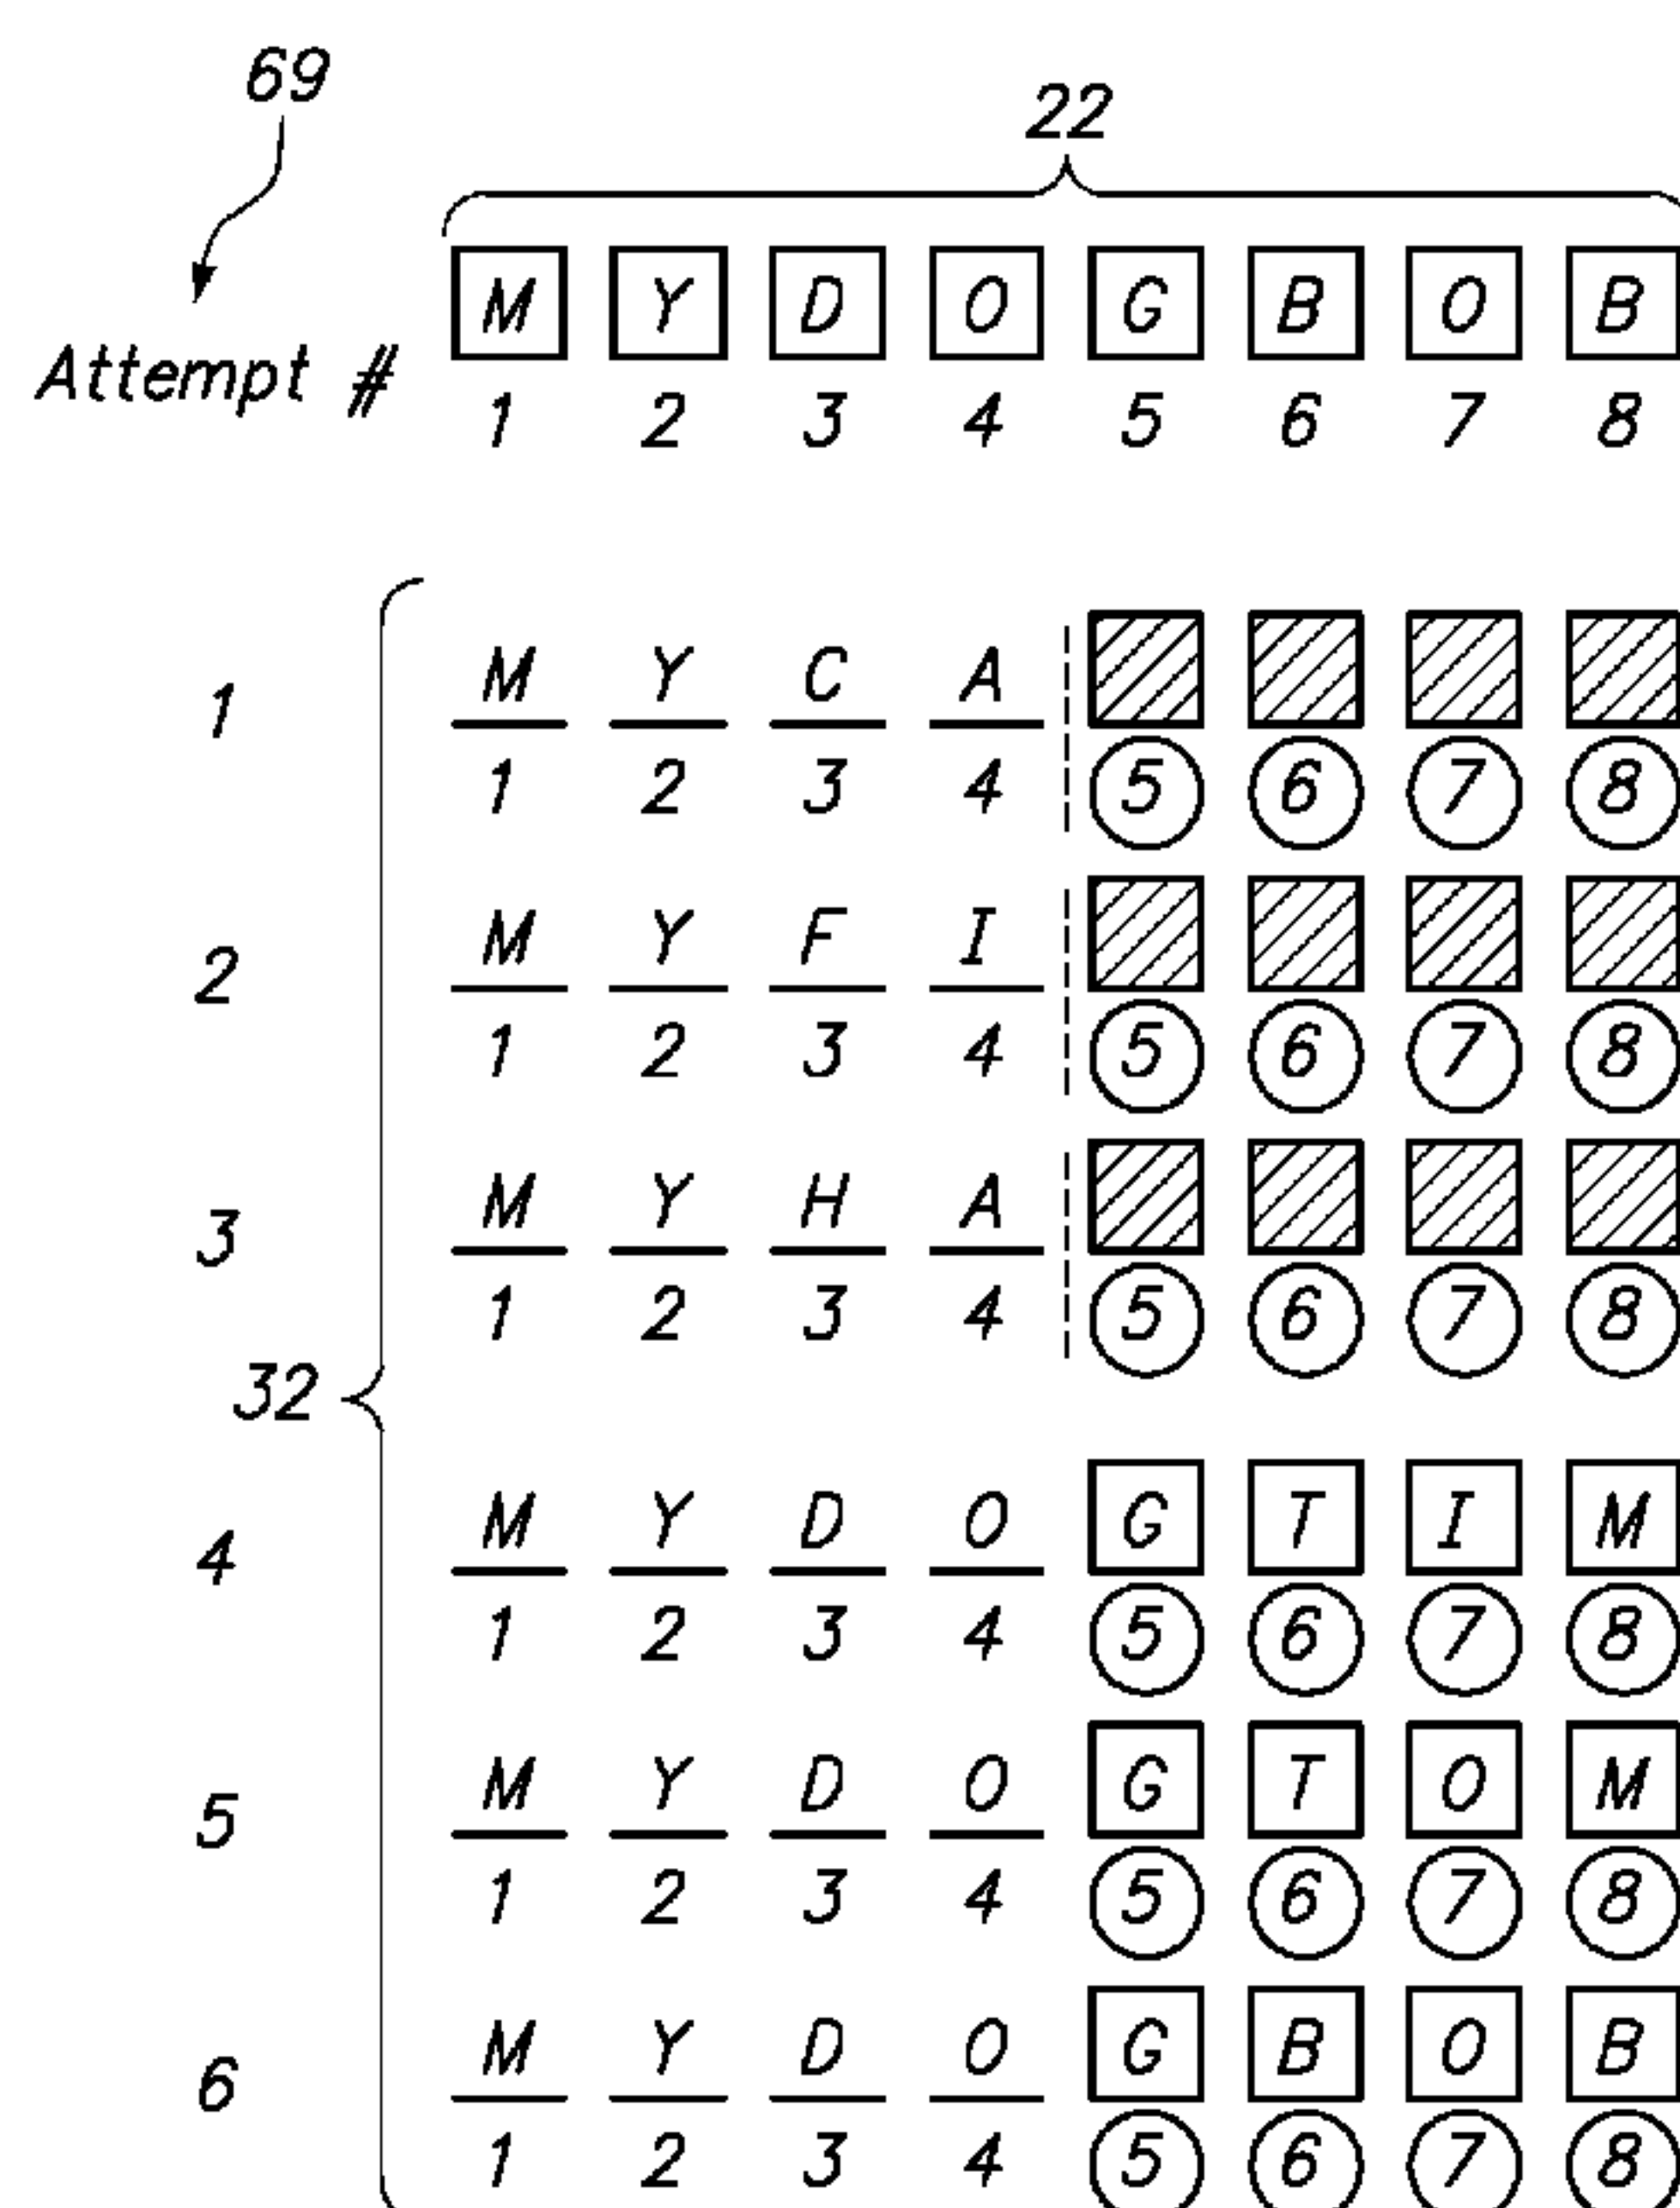 69
22
M Y D O G B O B
Attempt # 1 2 3 4 5 6 7 8
M Y C A
1
1 2 3 4 5 6 7 8
M Y F I
2
1 2 3 4 5 6 7 8
M Y H A
3
1 2 3 4 5 6 7 8
32
M Y D O G T I M
4
1 2 3 4 5 6 7 8
M Y D O G T O M
5
1 2 3 4 5 6 7 8
M Y D O G B O B
6
1 2 3 4 5 6 7 8